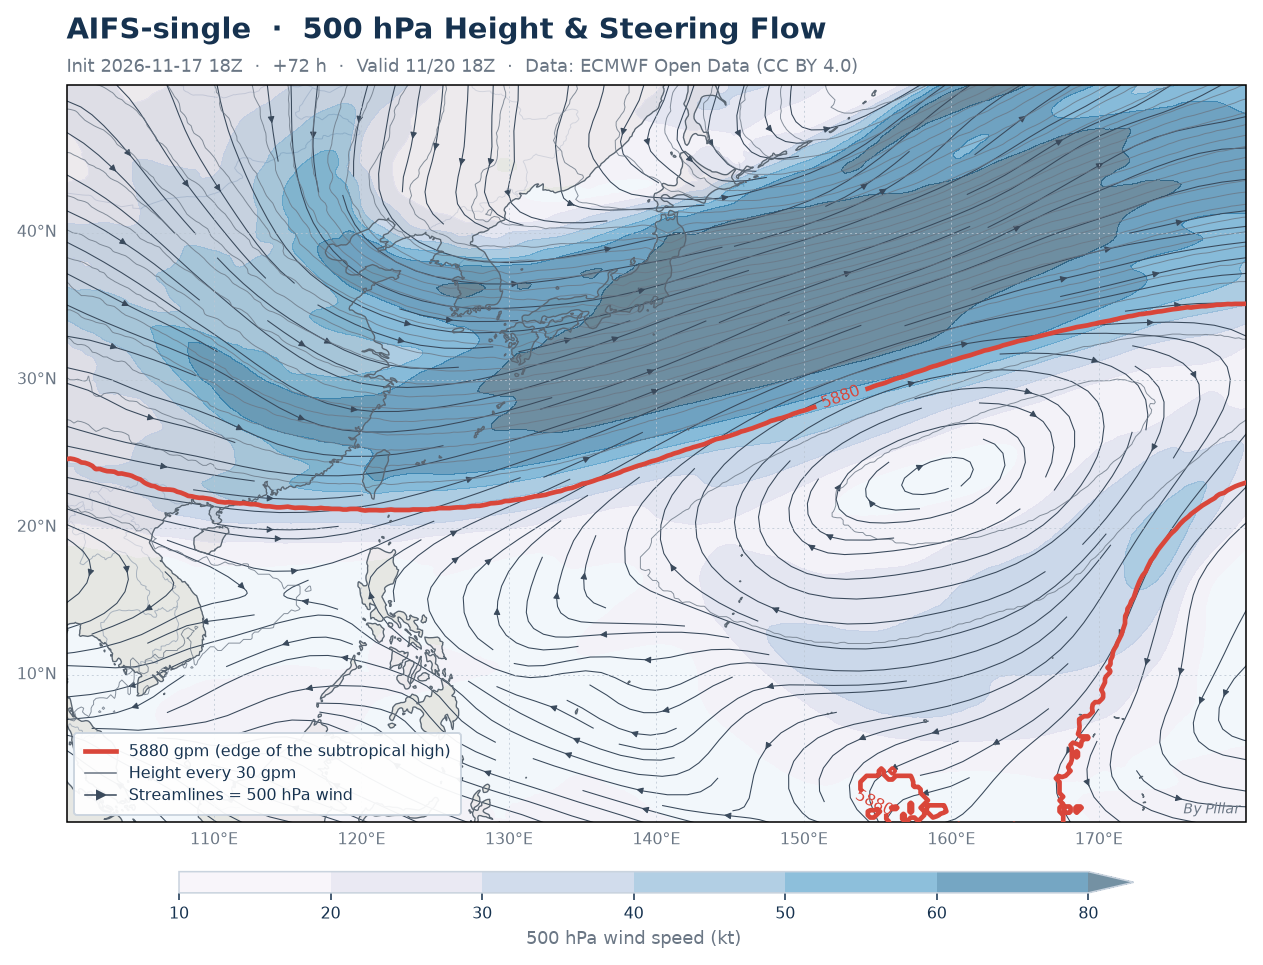 AIFS-single · 500 hPa Height & Steering Flow
Init 2026-11-17 18Z · +72 h · Valid 11/20 18Z · Data: ECMWF Open Data (CC BY 4.0)
40°N
30°N
20°N
10°N
5880
5880
5880 gpm (edge of the subtropical high)
Height every 30 gpm
Streamlines = 500 hPa wind
By Pillar
110°E 120°E 130°E 140°E 150°E 160°E 170°E
10 20 30 40 50 60 80
500 hPa wind speed (kt)